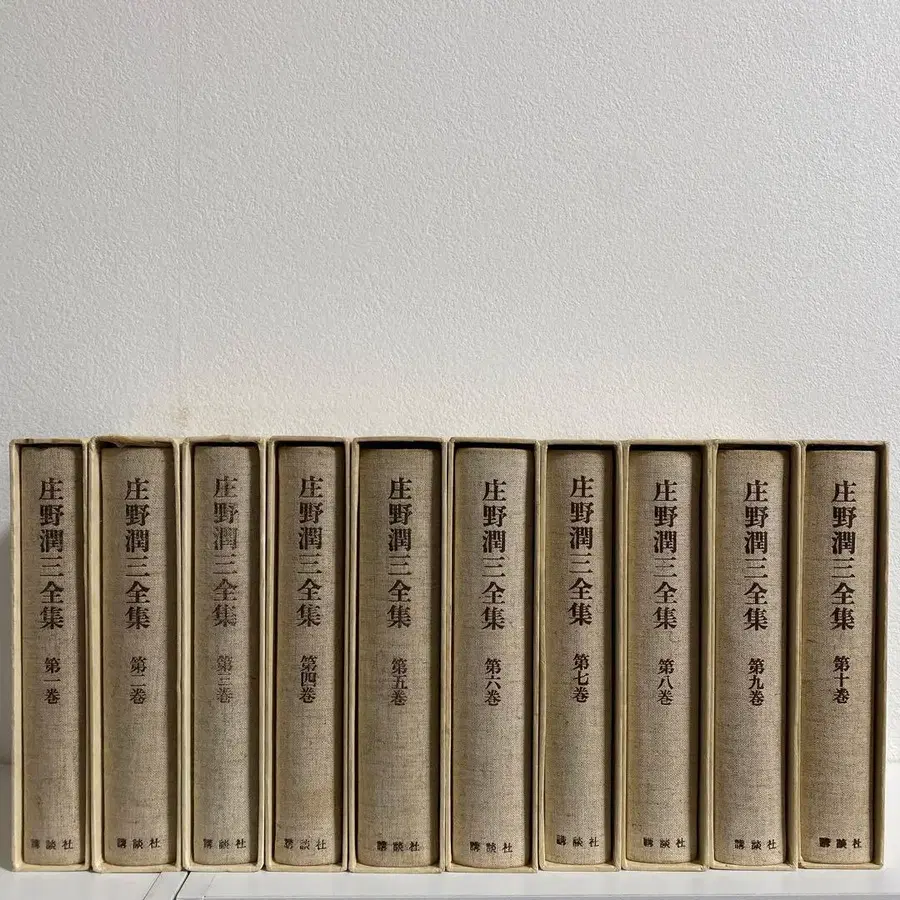 庄野潤三全集 第一巻 講談社
庄野潤三全集 第二巻 講談社
庄野潤三全集 第三巻 講談社
庄野潤三全集 第四巻 講談社
庄野潤三全集 第五巻 講談社
庄野潤三全集 第六巻 講談社
庄野潤三全集 第七巻 講談社
庄野潤三全集 第八巻 講談社
庄野潤三全集 第九巻 講談社
庄野潤三全集 第十巻 講談社